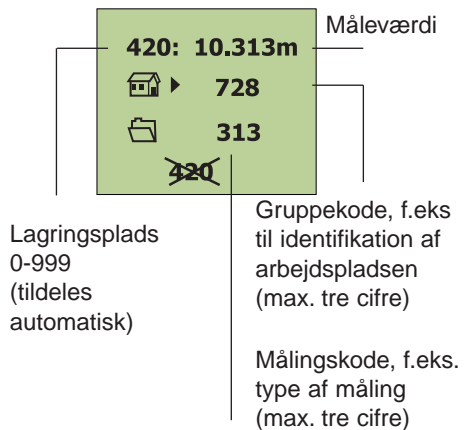 Måleværdi
420: 10.313m
728
313
420
Lagringsplads
0-999
(tildeles
automatisk)
Gruppekode, f.eks
til identifikation af
arbejdspladsen
(max. tre cifre)
Målingskode, f.eks.
type af måling
(max. tre cifre)